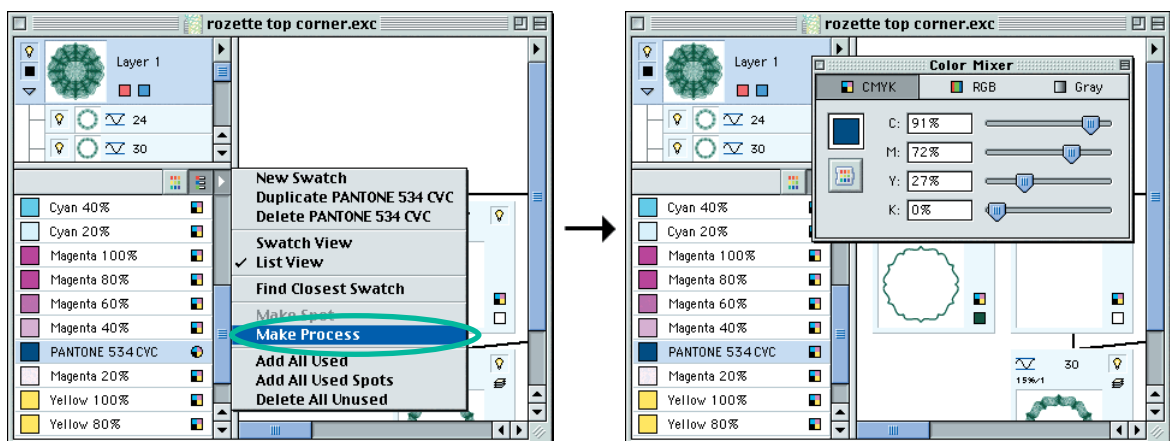 rozette top corner.exc
Layer 1
24
30
New Swatch
Duplicate PANTONE 534 CVC
Delete PANTONE 534 CVC
Swatch View
✓ List View
Find Closest Swatch
Make Spot
Make Process
Add All Used
Add All Used Spots
Delete All Unused
Cyan 40%
Cyan 20%
Magenta 100%
Magenta 80%
Magenta 60%
Magenta 40%
PANTONE 534 CVC
Magenta 20%
Yellow 100%
Yellow 80%
rozette top corner.exc
Layer 1
24
30
Color Mixer
CMYK RGB Gray
C: 91%
M: 72%
Y: 27%
K: 0%
Cyan 40%
Cyan 20%
Magenta 100%
Magenta 80%
Magenta 60%
Magenta 40%
PANTONE 534 CVC
Magenta 20%
Yellow 100%
Yellow 80%
30
15%/1